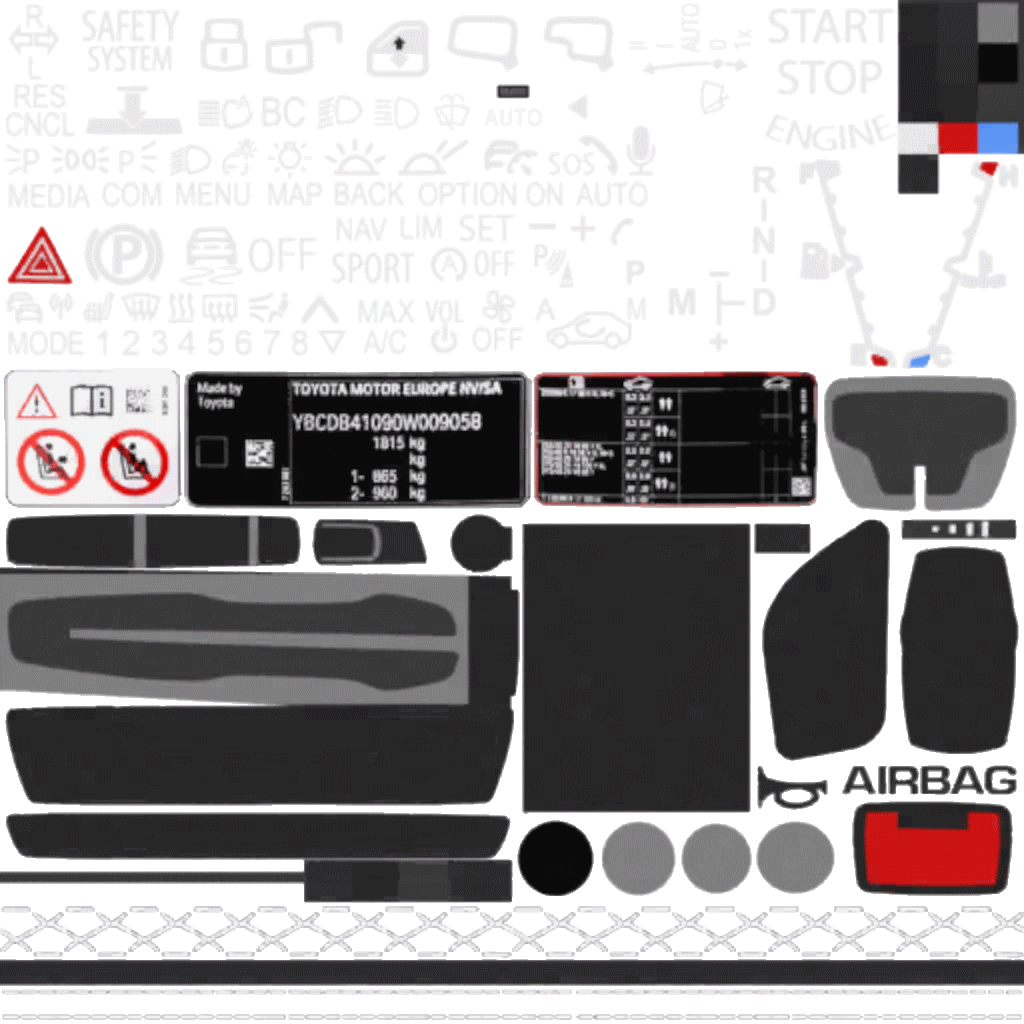 R
L
SAFETY
SYSTEM
AUTO
1x
START
STOP
ENGINE
RES
CNCL
BC
AUTO
P
P
SOS
MEDIA COM MENU MAP BACK OPTION ON AUTO
R
I
N
I
D
F
H
P
OFF
NAV LIM SET
SPORT
OFF
P
P
M
A
M
MAX VOL
MODE 1 2 3 4 5 6 7 8
A/C
OFF
C
Made by
Toyota
TOYOTA MOTOR EUROPE NV/SA
1815 kg
kg
1- 865 kg
2- 960 kg
AIRBAG